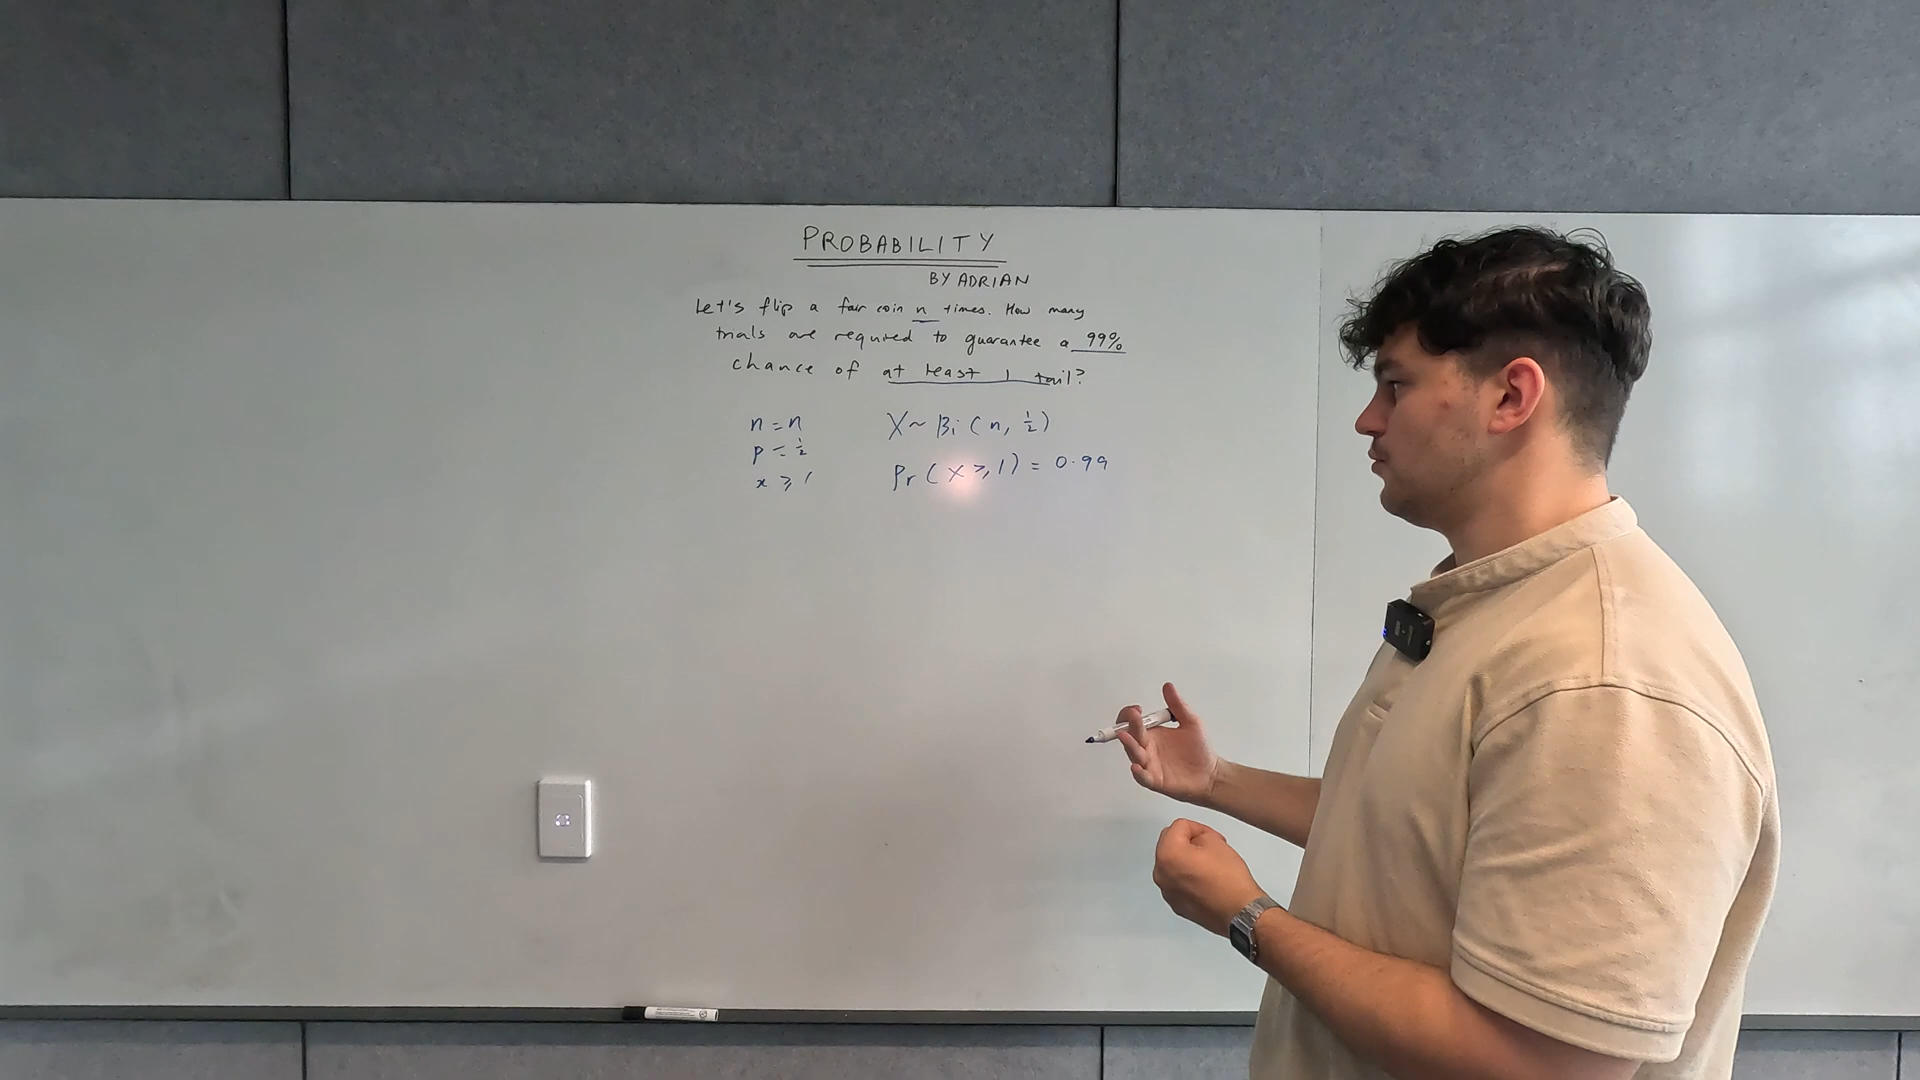 PROBABILITY
BY ADRIAN
Let's flip a fair coin n times. How many
trials are required to guarantee a 99%
chance of at least 1 tail?
n = n
p = 1/2
x ⩾ 1
X ~ Bi (n, 1/2)
Pr (X ⩾ 1) = 0.99